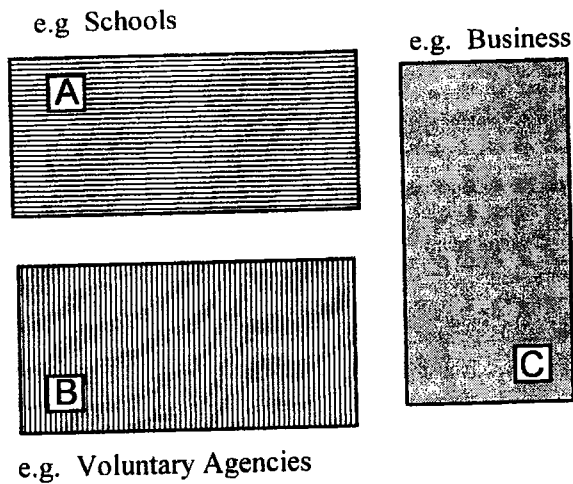 e.g Schools
e.g. Business
A
B
C
e.g. Voluntary Agencies